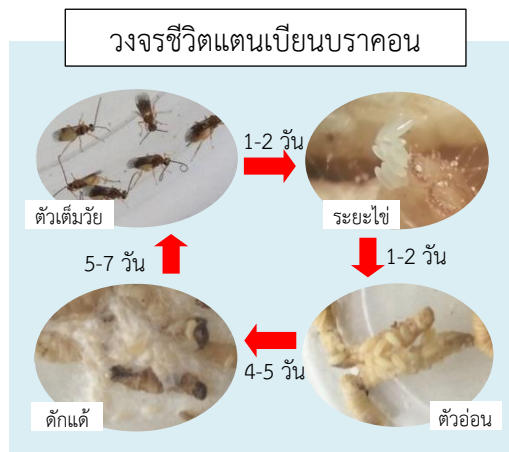 วงจรชีวิตแตนเบียนบราคอน
1-2 วัน
ตัวเต็มวัย
ระยะไข่
5-7 วัน
1-2 วัน
4-5 วัน
ดักแด้
ตัวอ่อน